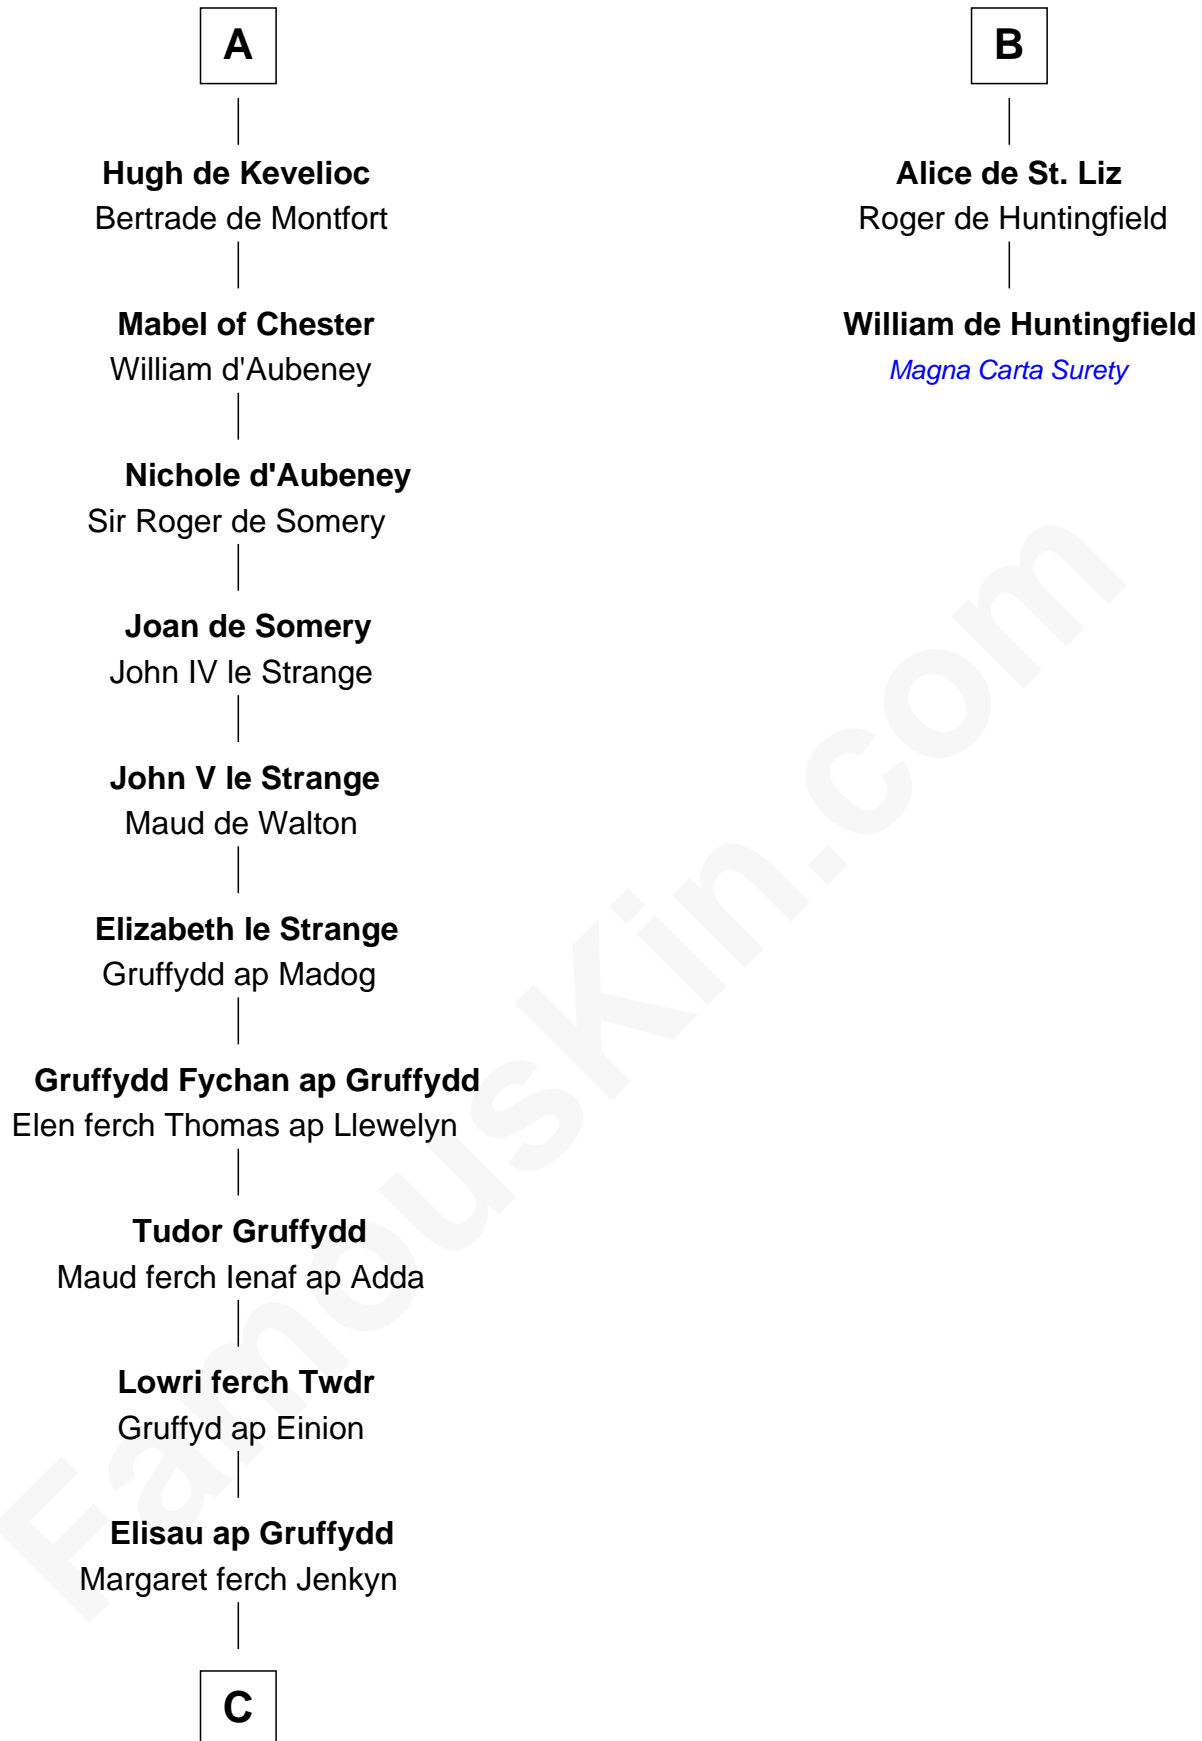 A
Hugh de Kevelioc
Bertrade de Montfort
Mabel of Chester
William d'Aubeney
Nichole d'Aubeney
Sir Roger de Somery
Joan de Somery
John IV le Strange
John V le Strange
Maud de Walton
Elizabeth le Strange
Gruffydd ap Madog
Gruffydd Fychan ap Gruffydd
Elen ferch Thomas ap Llewelyn
Tudor Gruffydd
Maud ferch Ienaf ap Adda
Lowri ferch Twdr
Gruffyd ap Einion
Elisau ap Gruffydd
Margaret ferch Jenkyn
C
B
Alice de St. Liz
Roger de Huntingfield
William de Huntingfield
Magna Carta Surety
FamousKin.com